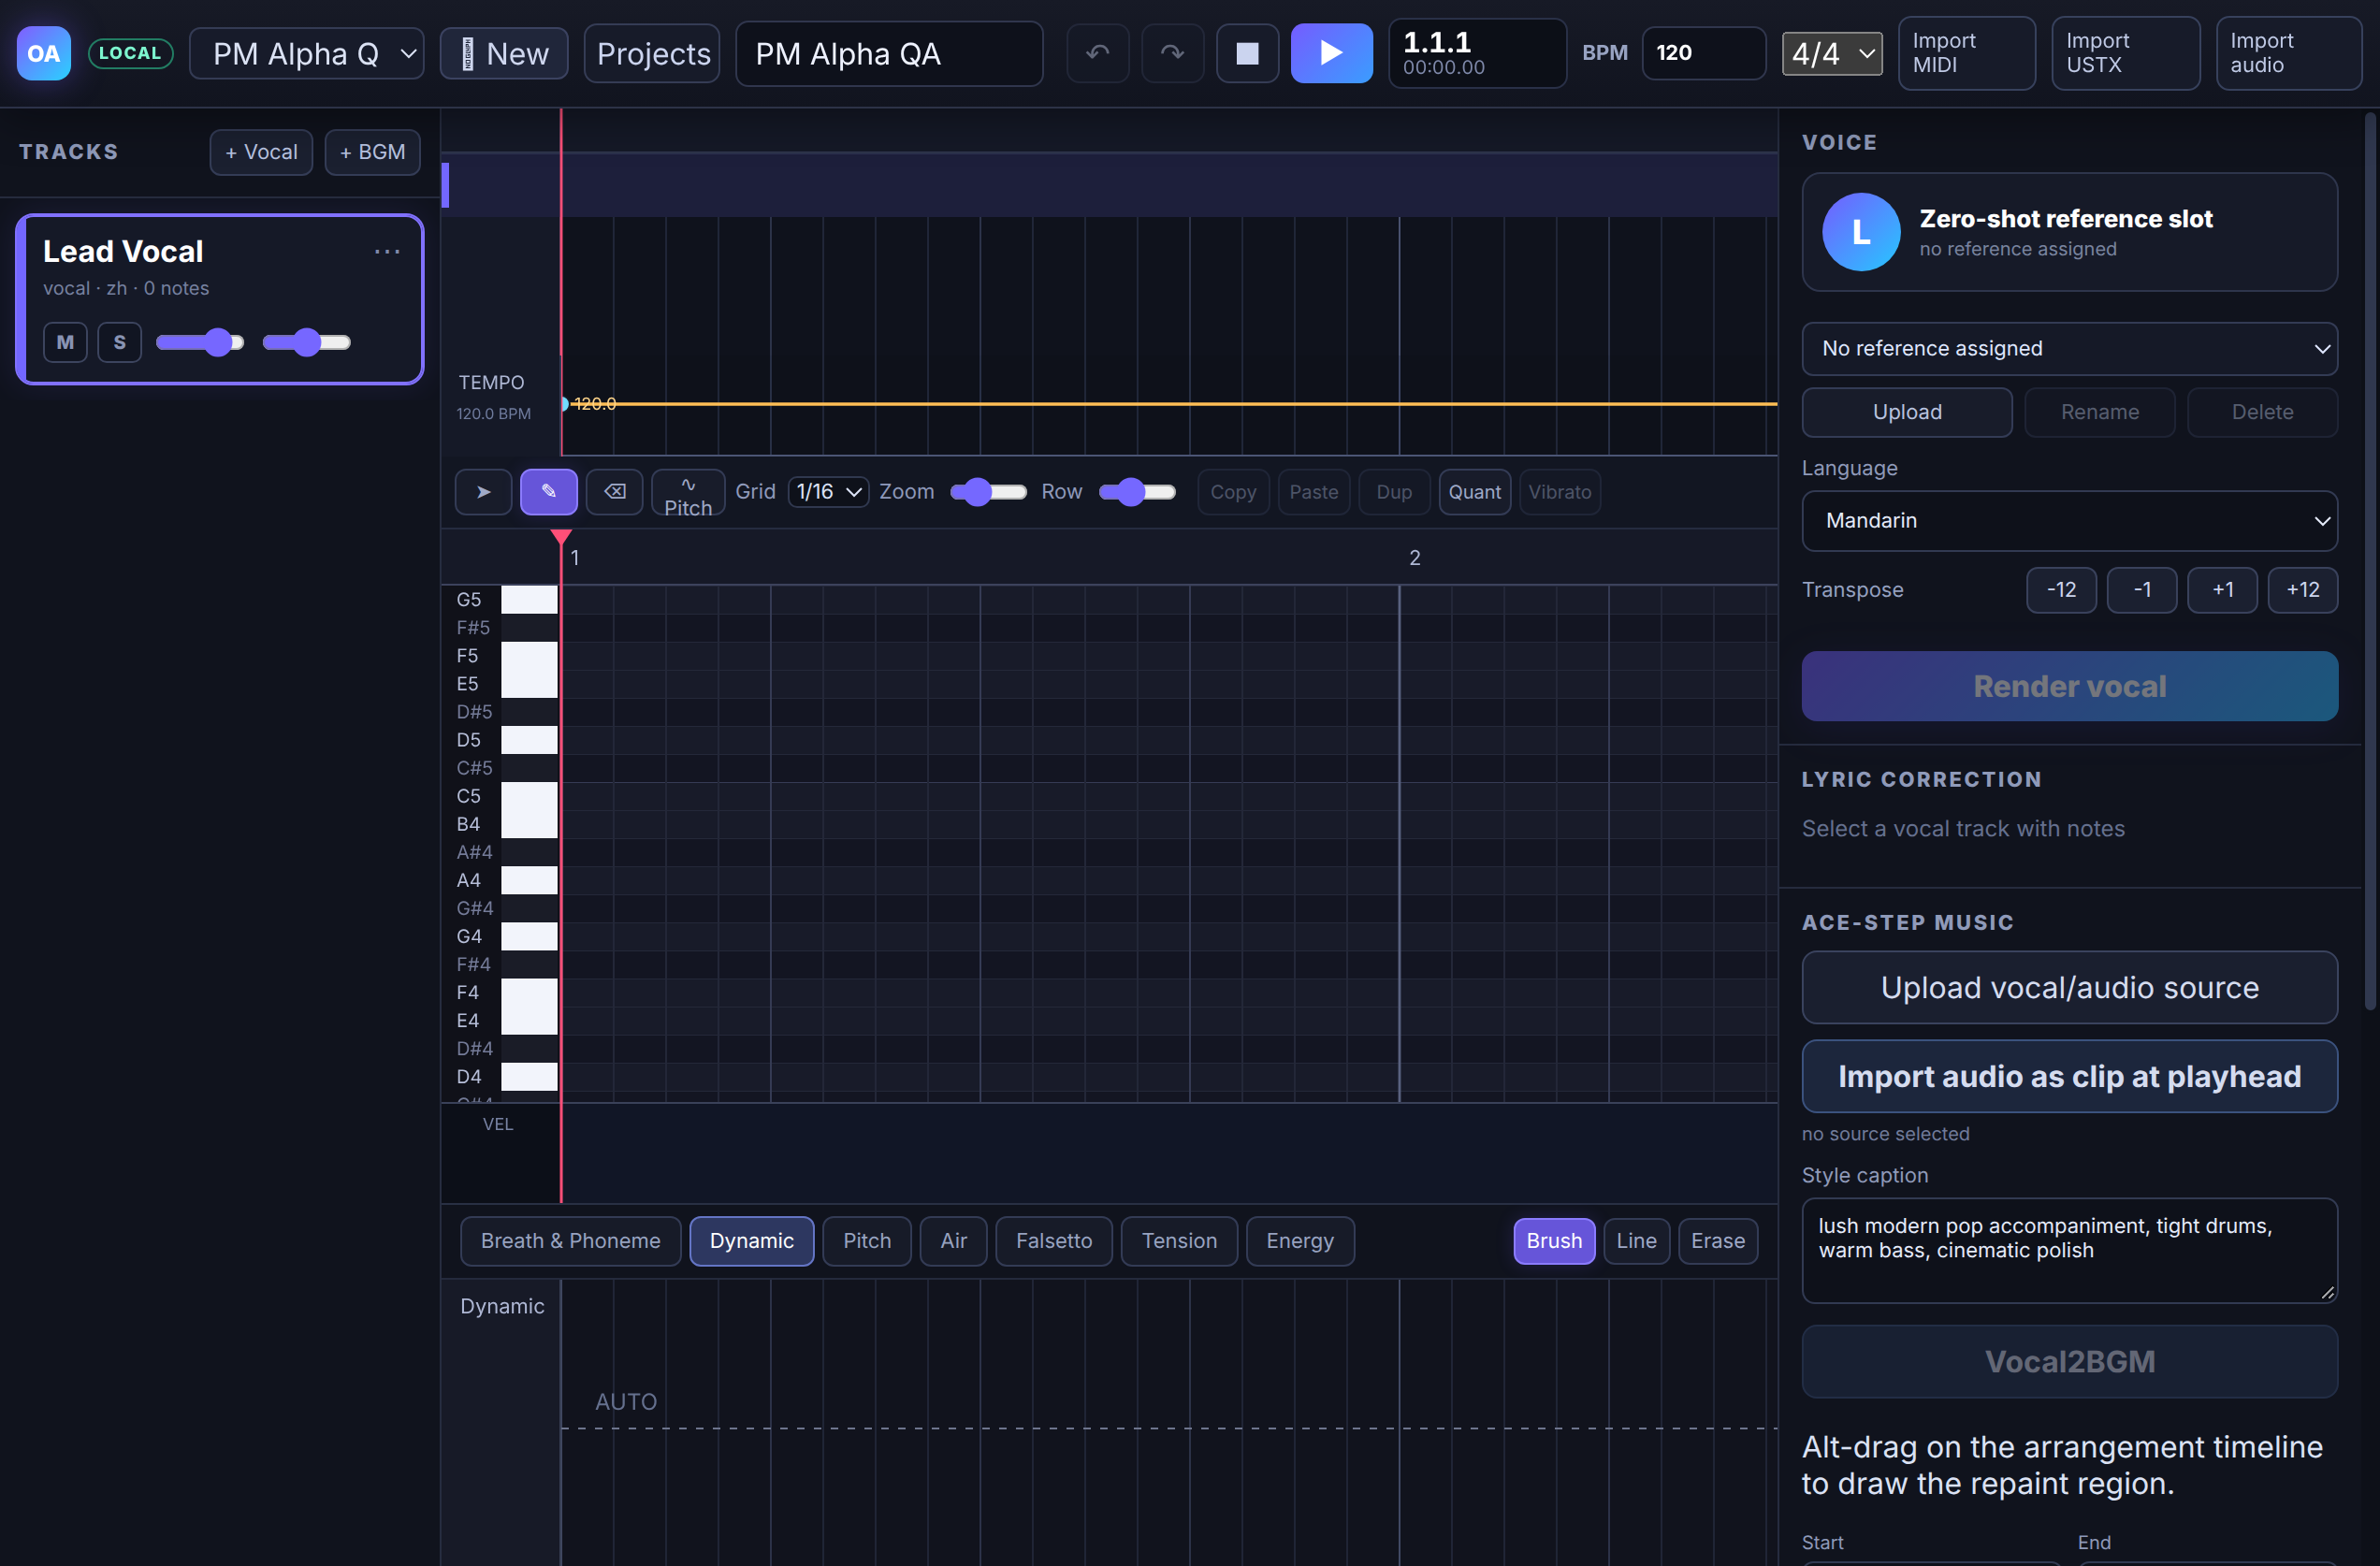 OA
LOCAL
PM Alpha Q
New
Projects
PM Alpha QA
1.1.1
00:00.00
BPM
120
4/4
Import
MIDI
Import
USTX
Import
audio
TRACKS
+ Vocal
+ BGM
Lead Vocal
...
vocal · zh · 0 notes
M
S
TEMPO
120.0 BPM
120.0
Pitch
Grid
1/16
Zoom
Row
Copy
Paste
Dup
Quant
Vibrato
1
2
G5
F#5
F5
E5
D#5
D5
C#5
C5
B4
A#4
A4
G#4
G4
F#4
F4
E4
D#4
D4
C#4
VEL
Breath & Phoneme
Dynamic
Pitch
Air
Falsetto
Tension
Energy
Brush
Line
Erase
Dynamic
AUTO
VOICE
L
Zero-shot reference slot
no reference assigned
No reference assigned
Upload
Rename
Delete
Language
Mandarin
Transpose
-12
-1
+1
+12
Render vocal
LYRIC CORRECTION
Select a vocal track with notes
ACE-STEP MUSIC
Upload vocal/audio source
Import audio as clip at playhead
no source selected
Style caption
lush modern pop accompaniment, tight drums,
warm bass, cinematic polish
Vocal2BGM
Alt-drag on the arrangement timeline
to draw the repaint region.
Start
End